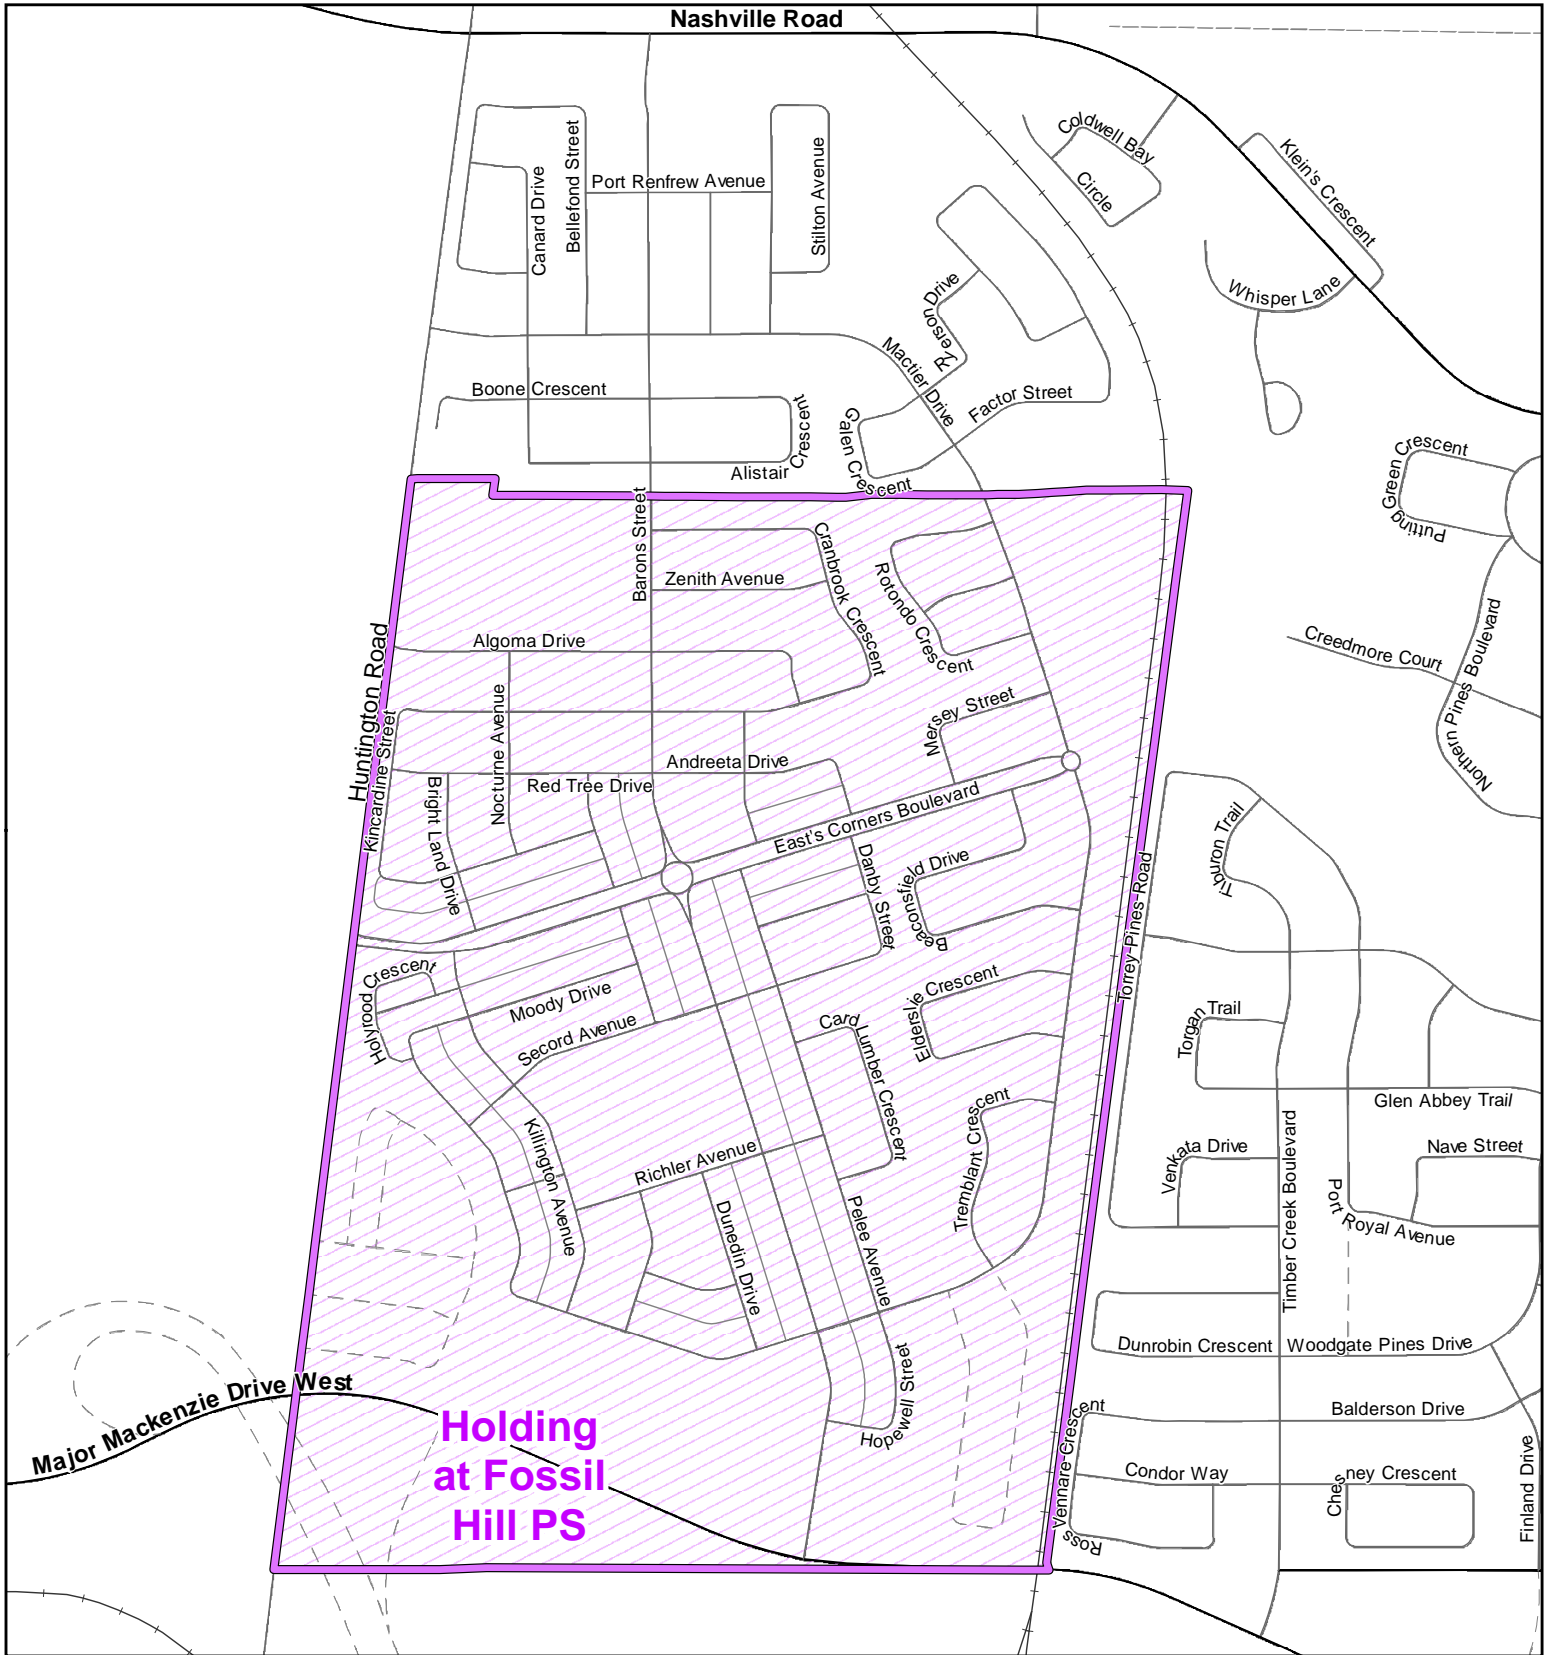 Nashville Road
Coldwell Bay
Circle
Klein's Crescent
Bellefond Street
Canard Drive
Port Renfrew Avenue
Stilton Avenue
Whisper Lane
Ryerson Drive
Mactier Drive
Factor Street
Boone Crescent
Alistair Crescent
Galen Crescent
Putting Green Crescent
Barons Street
Cranbrook Crescent
Zenith Avenue
Rotondo Crescent
Algoma Drive
Huntington Road
Creedmore Court
Northern Pines Boulevard
Kincardine Street
Nocturne Avenue
Mersey Street
Andreeta Drive
Red Tree Drive
Bright Land Drive
East's Corners Boulevard
Danby Street
Beaconsfield Drive
Tiburon Trail
Torrey Pines Road
Holyrood Crescent
Moody Drive
Secord Avenue
Elderslie Crescent
Card Lumber Crescent
Torgan Trail
Glen Abbey Trail
Killington Avenue
Richler Avenue
Tremblant Crescent
Venkata Drive
Nave Street
Timber Creek Boulevard
Port Royal Avenue
Dunedin Drive
Pelee Avenue
Dunrobin Crescent
Woodgate Pines Drive
Hopewell Street
Major Mackenzie Drive West
Holding
at Fossil
Hill PS
Ross Vennare Crescent
Balderson Drive
Condor Way
Chesney Crescent
Finland Drive